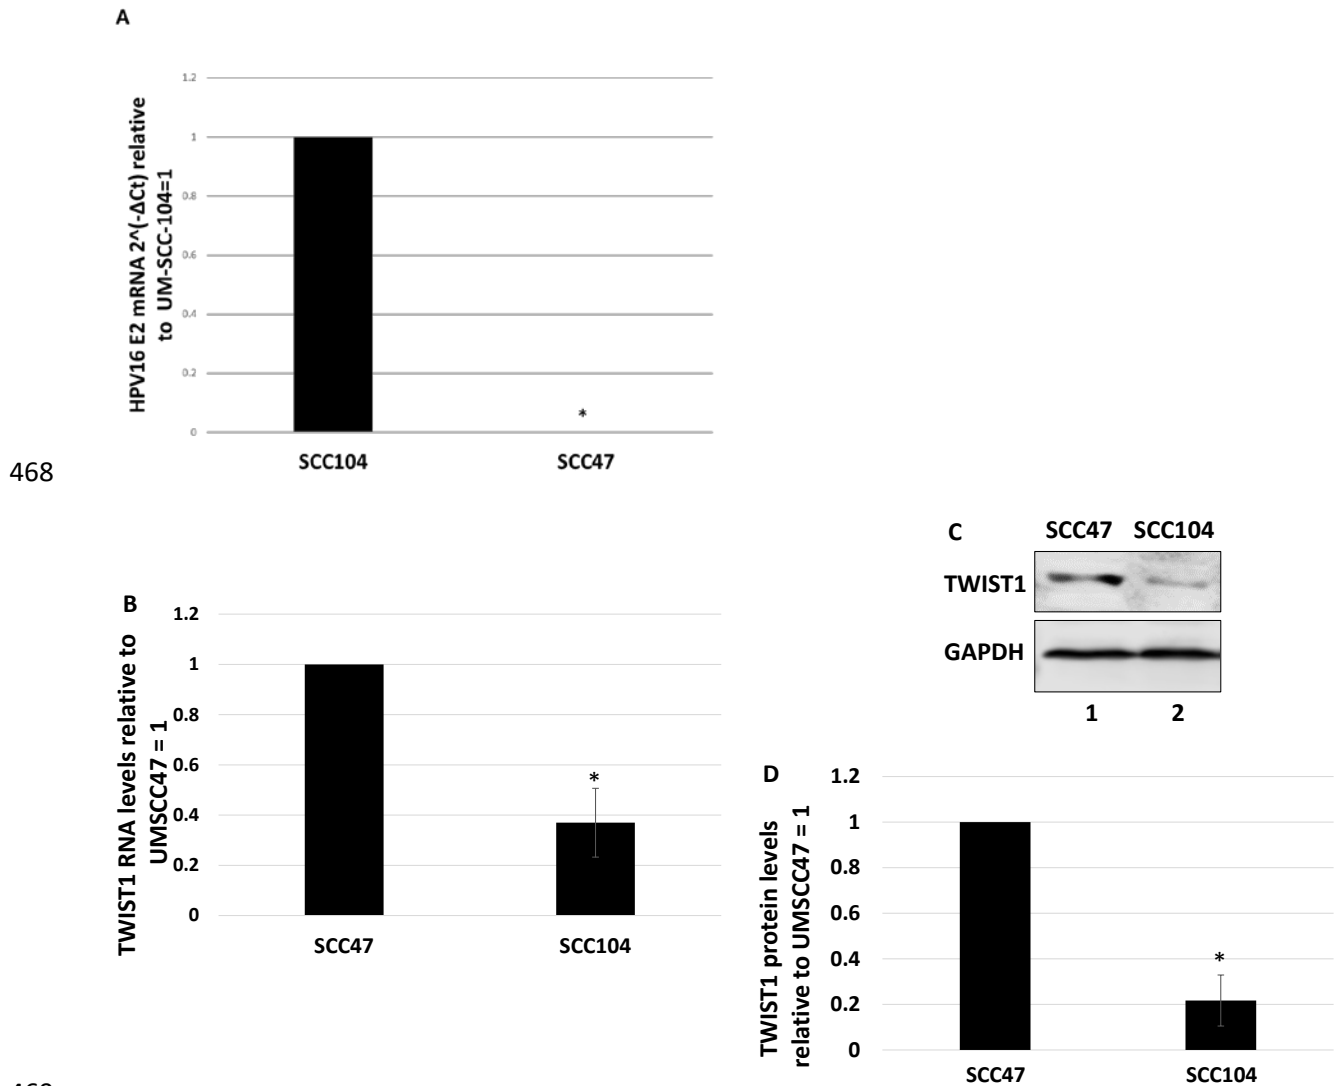 A
1.2
1
0.8
0.6
0.4
0.2
0
HPV16 E2 mRNA 2^(-ΔCt) relative
to UM-SCC-104=1
*
SCC104 SCC47
468
C SCC47 SCC104
TWIST1
GAPDH
1 2
B
1.2
1
0.8
0.6
0.4
0.2
0
TWIST1 RNA levels relative to
UMSCC47 = 1
*
SCC47 SCC104
D
1.2
1
0.8
0.6
0.4
0.2
0
TWIST1 protein levels
relative to UMSCC47 = 1
*
SCC47 SCC104